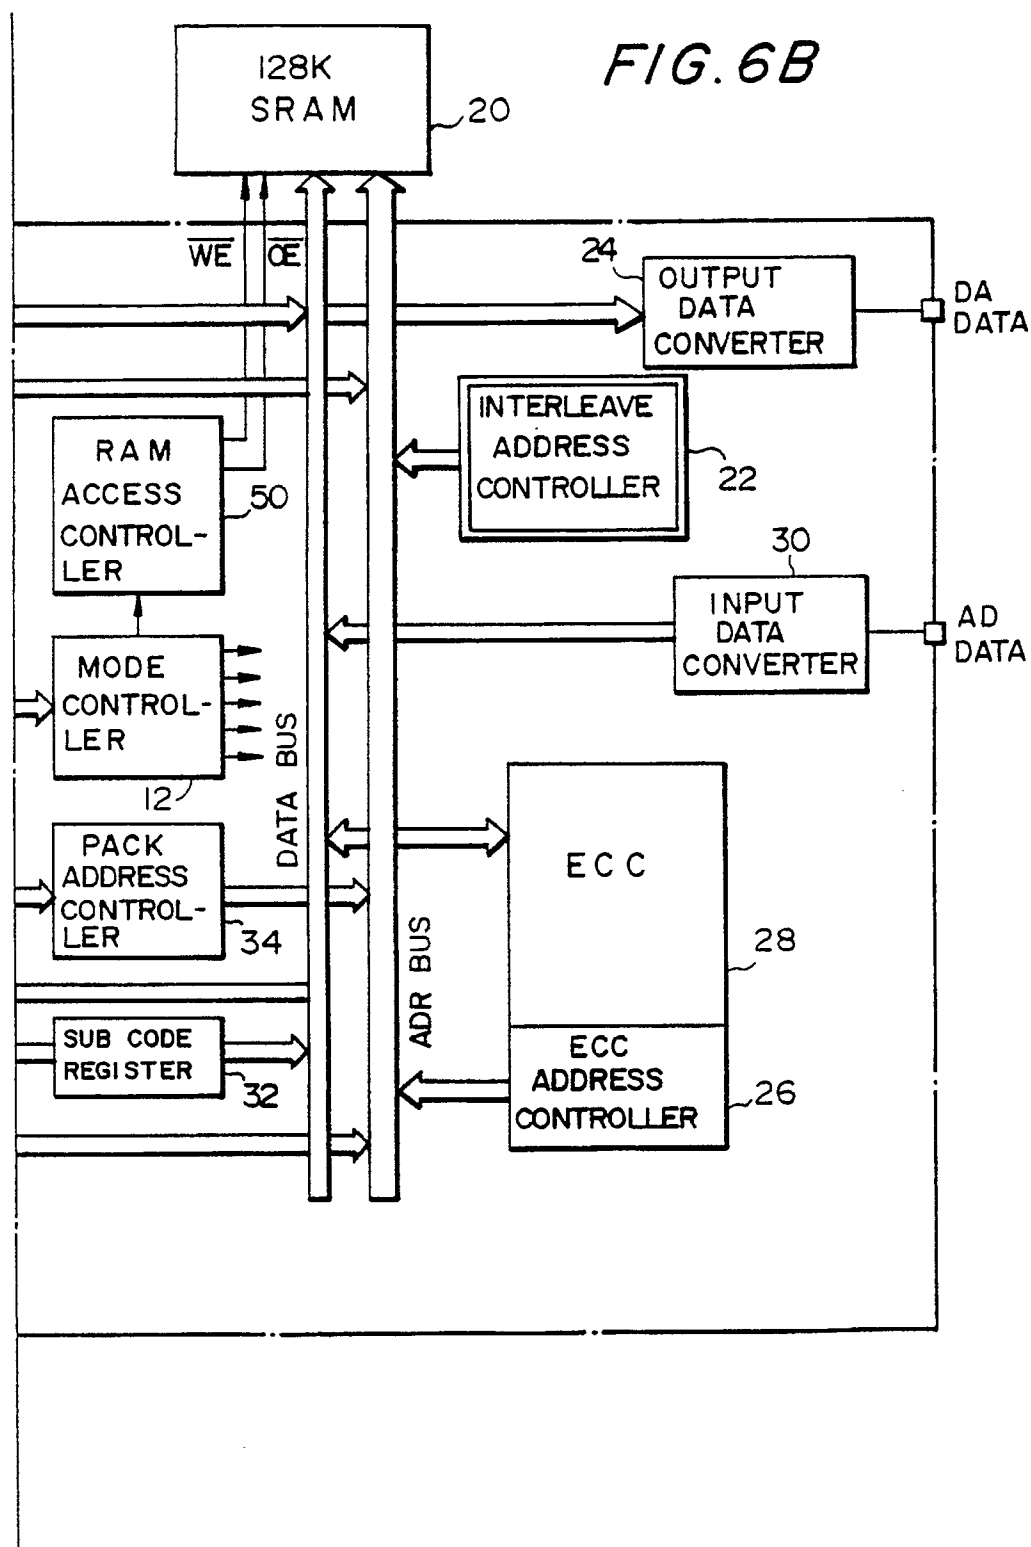 FIG. 6B
128K
SRAM
20
WE
OE
24
OUTPUT
DATA
CONVERTER
DA
DATA
INTERLEAVE
ADDRESS
CONTROLLER
22
RAM
ACCESS
CONTROL-
LER
50
30
INPUT
DATA
CONVERTER
AD
DATA
MODE
CONTROL-
LER
12
DATA BUS
PACK
ADDRESS
CONTROL-
LER
34
ECC
28
ADR BUS
SUB CODE
REGISTER
32
ECC
ADDRESS
CONTROLLER
26